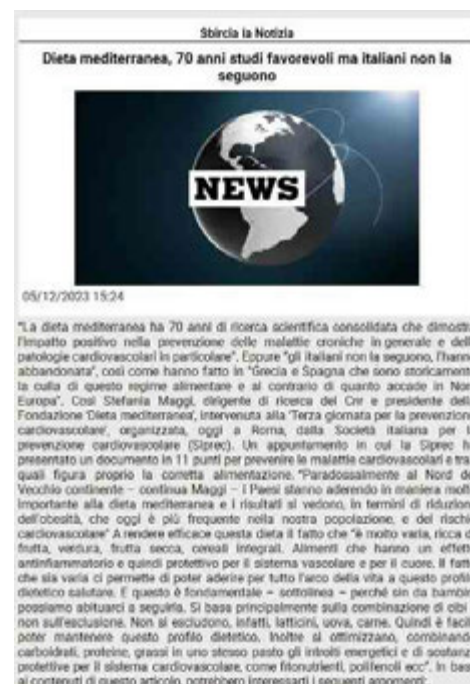 Sbircia la Notizia
Dieta mediterranea, 70 anni studi favorevoli ma italiani non la
seguono
NEWS
05/12/2023 15:24
"La dieta mediterranea ha 70 anni di ricerca scientifica consolidata che dimostr
l'impatto positivo nella prevenzione delle malattie croniche in generale e dell
patologie cardiovascolari in particolare". Eppure "gli italiani non la seguono, l'hann
abbandonata", così come hanno fatto in "Grecia e Spagna che sono storicament
la culla di questo regime alimentare e al contrario di quanto accade in Nor
Europa". Così Stefania Maggi, dirigente di ricerca del Cnr e presidente dell
Fondazione 'Dieta mediterranea', intervenuta alla 'Terza giornata per la prevenzion
cardiovascolare', organizzata, oggi a Roma, dalla Società italiana per l
prevenzione cardiovascolare (Siprec). Un appuntamento in cui la Siprec h
presentato un documento in 11 punti per prevenire le malattie cardiovascolari e tra
quali figura proprio la corretta alimentazione. "Paradossalmente al Nord de
Vecchio continente – continua Maggi – i Paesi stanno aderendo in maniera molt
importante alla dieta mediterranea e i risultati si vedono, in termini di riduzion
dell'obesità, che oggi è più frequente nella nostra popolazione, e del rischi
cardiovascolare" A rendere efficace questa dieta il fatto che "è molto varia, ricca d
frutta, verdura, frutta secca, cereali integrali. Alimenti che hanno un effett
antinfiammatorio e quindi protettivo per il sistema vascolare e per il cuore. Il fatt
che sia varia ci permette di poter aderire per tutto l'arco della vita a questo profil
dietetico salutare. E questo è fondamentale – sottolinea – perché sin da bambin
possiamo abituarci a seguirla. Si basa principalmente sulla combinazione di cibi
non sull'esclusione. Non si escludono, infatti, latticini, uova, carne. Quindi è facil
poter mantenere questo profilo dietetico. Inoltre si ottimizzano, combinand
carboidrati, proteine, grassi in uno stesso pasto gli introiti energetici e di sostanz
protettive per il sistema cardiovascolare, come fitonutrienti, polifenoli ecc". In bas
ai contenuti di questo articolo, potrebbero interessarti i seguenti argomenti: